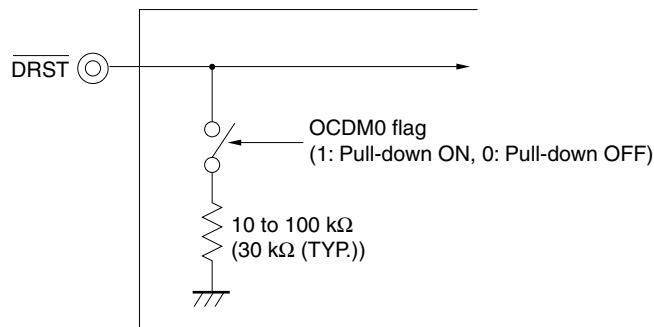 DRST
OCDM0 flag
(1: Pull-down ON, 0: Pull-down OFF)
10 to 100 kΩ
(30 kΩ (TYP.))